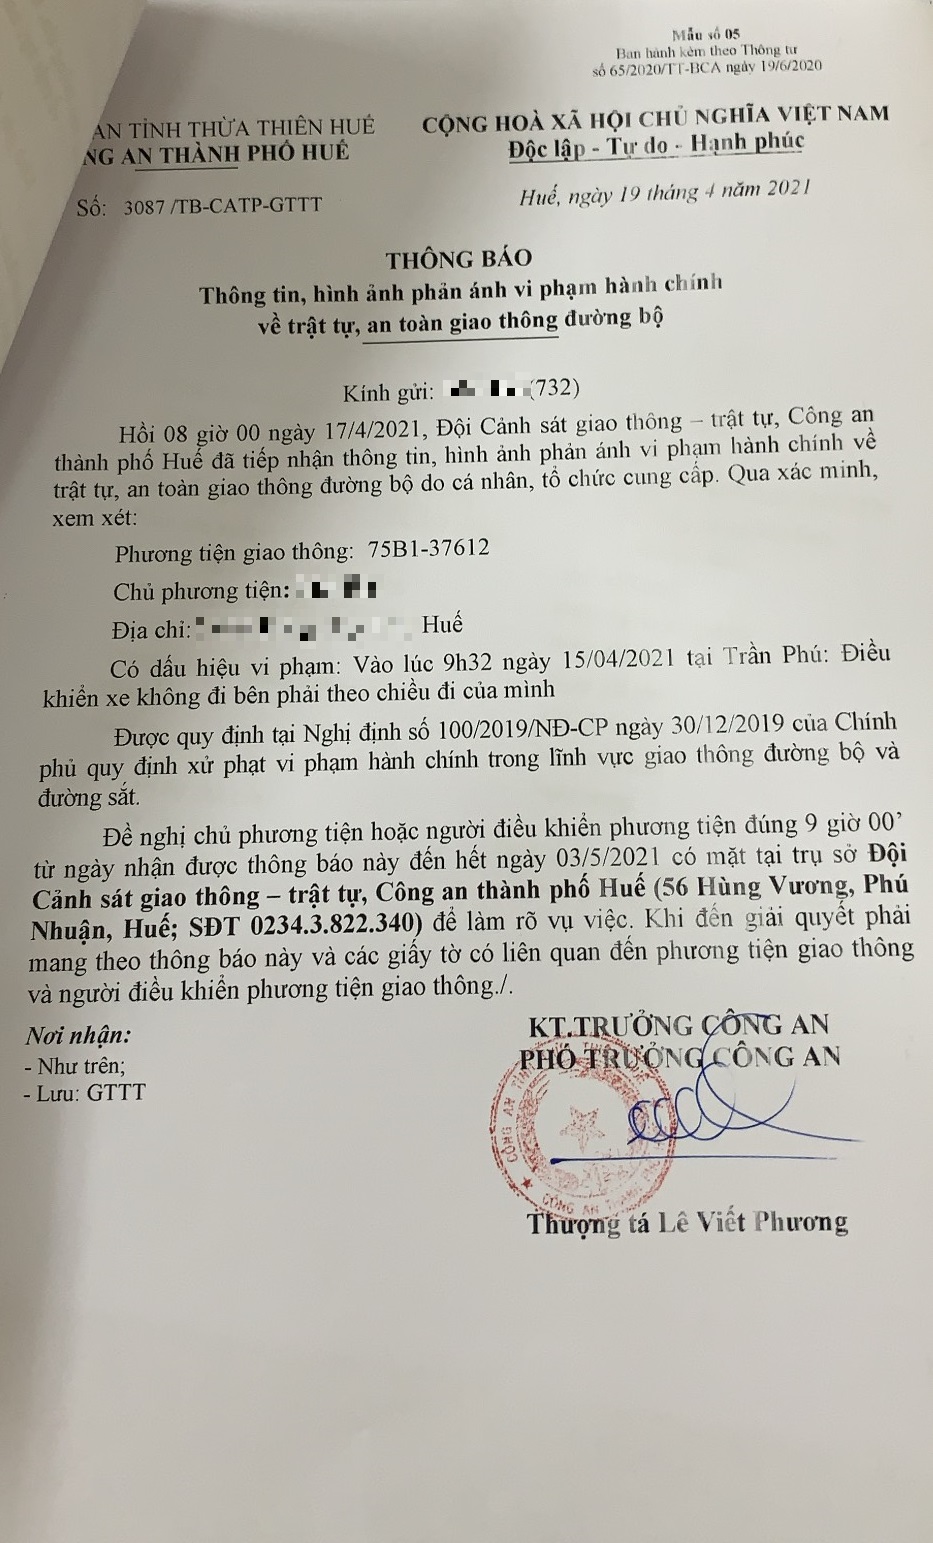 Mẫu số 05
Ban hành kèm theo Thông tư
số 65/2020/TT-BCA ngày 19/6/2020
AN TỈNH THỪA THIÊN HUẾ
NG AN THÀNH PHỐ HUẾ
CỘNG HOÀ XÃ HỘI CHỦ NGHĨA VIỆT NAM
Độc lập - Tự do - Hạnh phúc
Số: 3087 /TB-CATP-GTTT
Huế, ngày 19 tháng 4 năm 2021
THÔNG BÁO
Thông tin, hình ảnh phản ánh vi phạm hành chính
về trật tự, an toàn giao thông đường bộ
Kính gửi: (732)
Hồi 08 giờ 00 ngày 17/4/2021, Đội Cảnh sát giao thông – trật tự, Công an
thành phố Huế đã tiếp nhận thông tin, hình ảnh phản ánh vi phạm hành chính về
trật tự, an toàn giao thông đường bộ do cá nhân, tổ chức cung cấp. Qua xác minh,
xem xét:
Phương tiện giao thông: 75B1-37612
Chủ phương tiện:
Địa chỉ: Huế
Có dấu hiệu vi phạm: Vào lúc 9h32 ngày 15/04/2021 tại Trần Phú: Điều
khiển xe không đi bên phải theo chiều đi của mình
Được quy định tại Nghị định số 100/2019/NĐ-CP ngày 30/12/2019 của Chính
phủ quy định xử phạt vi phạm hành chính trong lĩnh vực giao thông đường bộ và
đường sắt.
Đề nghị chủ phương tiện hoặc người điều khiển phương tiện đúng 9 giờ 00’
từ ngày nhận được thông báo này đến hết ngày 03/5/2021 có mặt tại trụ sở Đội
Cảnh sát giao thông – trật tự, Công an thành phố Huế (56 Hùng Vương, Phú
Nhuận, Huế; SĐT 0234.3.822.340) để làm rõ vụ việc. Khi đến giải quyết phải
mang theo thông báo này và các giấy tờ có liên quan đến phương tiện giao thông
và người điều khiển phương tiện giao thông./.
Nơi nhận:
- Như trên;
- Lưu: GTTT
KT.TRƯỞNG CÔNG AN
PHÓ TRƯỞNG CÔNG AN
Thượng tá Lê Viết Phương